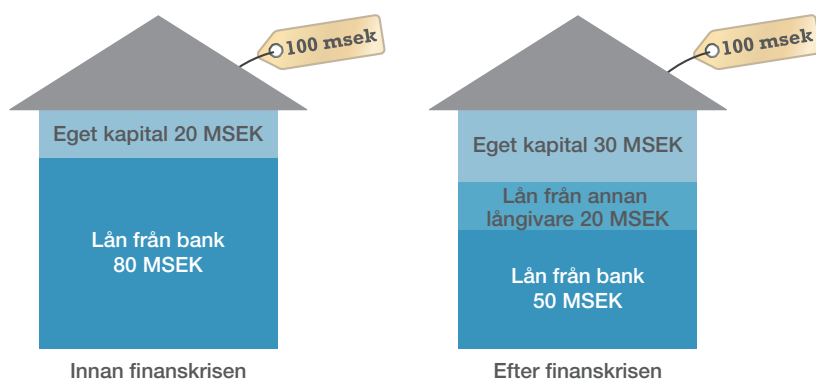 100 msek
Eget kapital 20 MSEK
Lån från bank
80 MSEK
Innan finanskrisen
100 msek
Eget kapital 30 MSEK
Lån från annan
långivare 20 MSEK
Lån från bank
50 MSEK
Efter finanskrisen